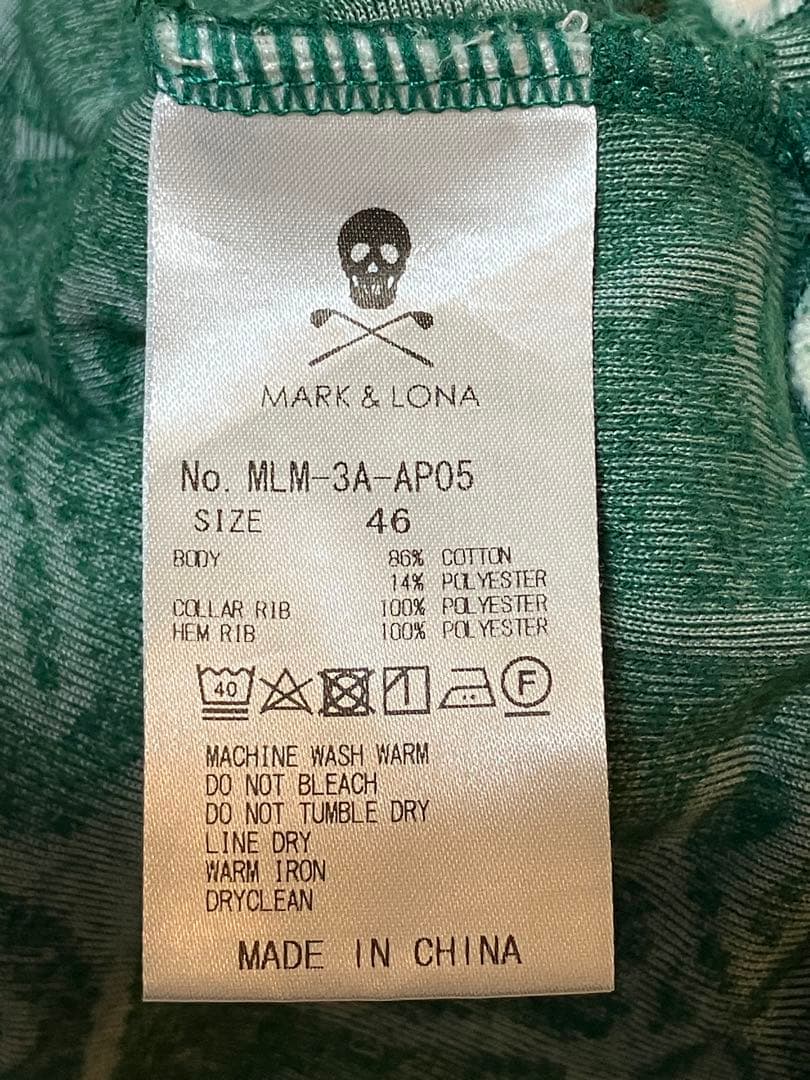 MARK & LONA
No. MLM-3A-AP05
SIZE 46
BODY 86% COTTON
14% POLYESTER
COLLAR RIB 100% POLYESTER
HEM RIB 100% POLYESTER
40 F
MACHINE WASH WARM
DO NOT BLEACH
DO NOT TUMBLE DRY
LINE DRY
WARM IRON
DRYCLEAN
MADE IN CHINA